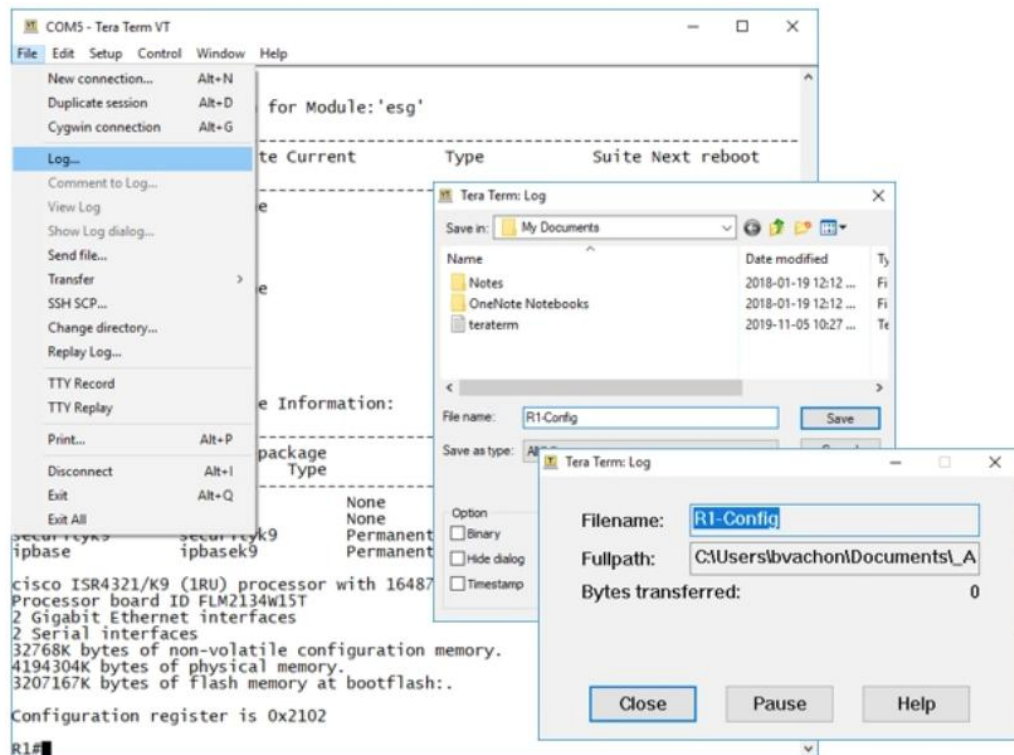 COM5 - Tera Term VT
File Edit Setup Control Window Help
New connection... Alt+N
Duplicate session Alt+D
Cygwin connection Alt+G
Log...
Comment to Log...
View Log
Show Log dialog...
Send file...
Transfer >
SSH SCP...
Change directory...
Replay Log...
TTY Record
TTY Replay
Print... Alt+P
Disconnect Alt+I
Exit Alt+Q
Exit All
for Module:'esg'
te Current Type Suite Next reboot
e
e
e Information:
package
Type
None
None
securityk9 securityk9 Permanent
ipbase ipbasek9 Permanent
cisco ISR4321/K9 (1RU) processor with 16487
Processor board ID FLM2134W15T
2 Gigabit Ethernet interfaces
2 Serial interfaces
32768K bytes of non-volatile configuration memory.
4194304K bytes of physical memory.
3207167K bytes of flash memory at bootflash:.
Configuration register is 0x2102
R1#
Tera Term: Log
Save in: My Documents
Name Date modified Ty
Notes 2018-01-19 12:12 ... Fi
OneNote Notebooks 2018-01-19 12:12 ... Fi
teraterm 2019-11-05 10:27 ... Te
File name: R1-Config Save
Save as type:
Option
Binary
Hide dialog
Timestamp
Tera Term: Log
Filename: R1-Config
Fullpath: C:\Users\bvachon\Documents\_A
Bytes transferred: 0
Close Pause Help